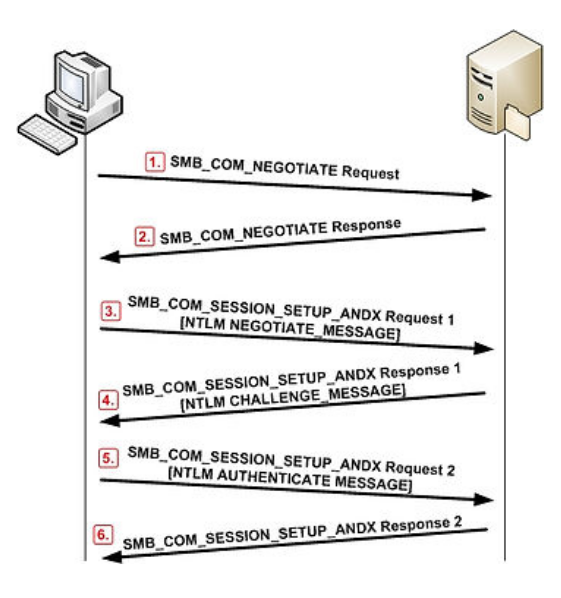 1. SMB_COM_NEGOTIATE Request
2. SMB_COM_NEGOTIATE Response
3. SMB_COM_SESSION_SETUP_ANDX Request 1
[NTLM NEGOTIATE_MESSAGE]
4. SMB_COM_SESSION_SETUP_ANDX Response 1
[NTLM CHALLENGE_MESSAGE]
5. SMB_COM_SESSION_SETUP_ANDX Request 2
[NTLM AUTHENTICATE MESSAGE]
6. SMB_COM_SESSION_SETUP_ANDX Response 2